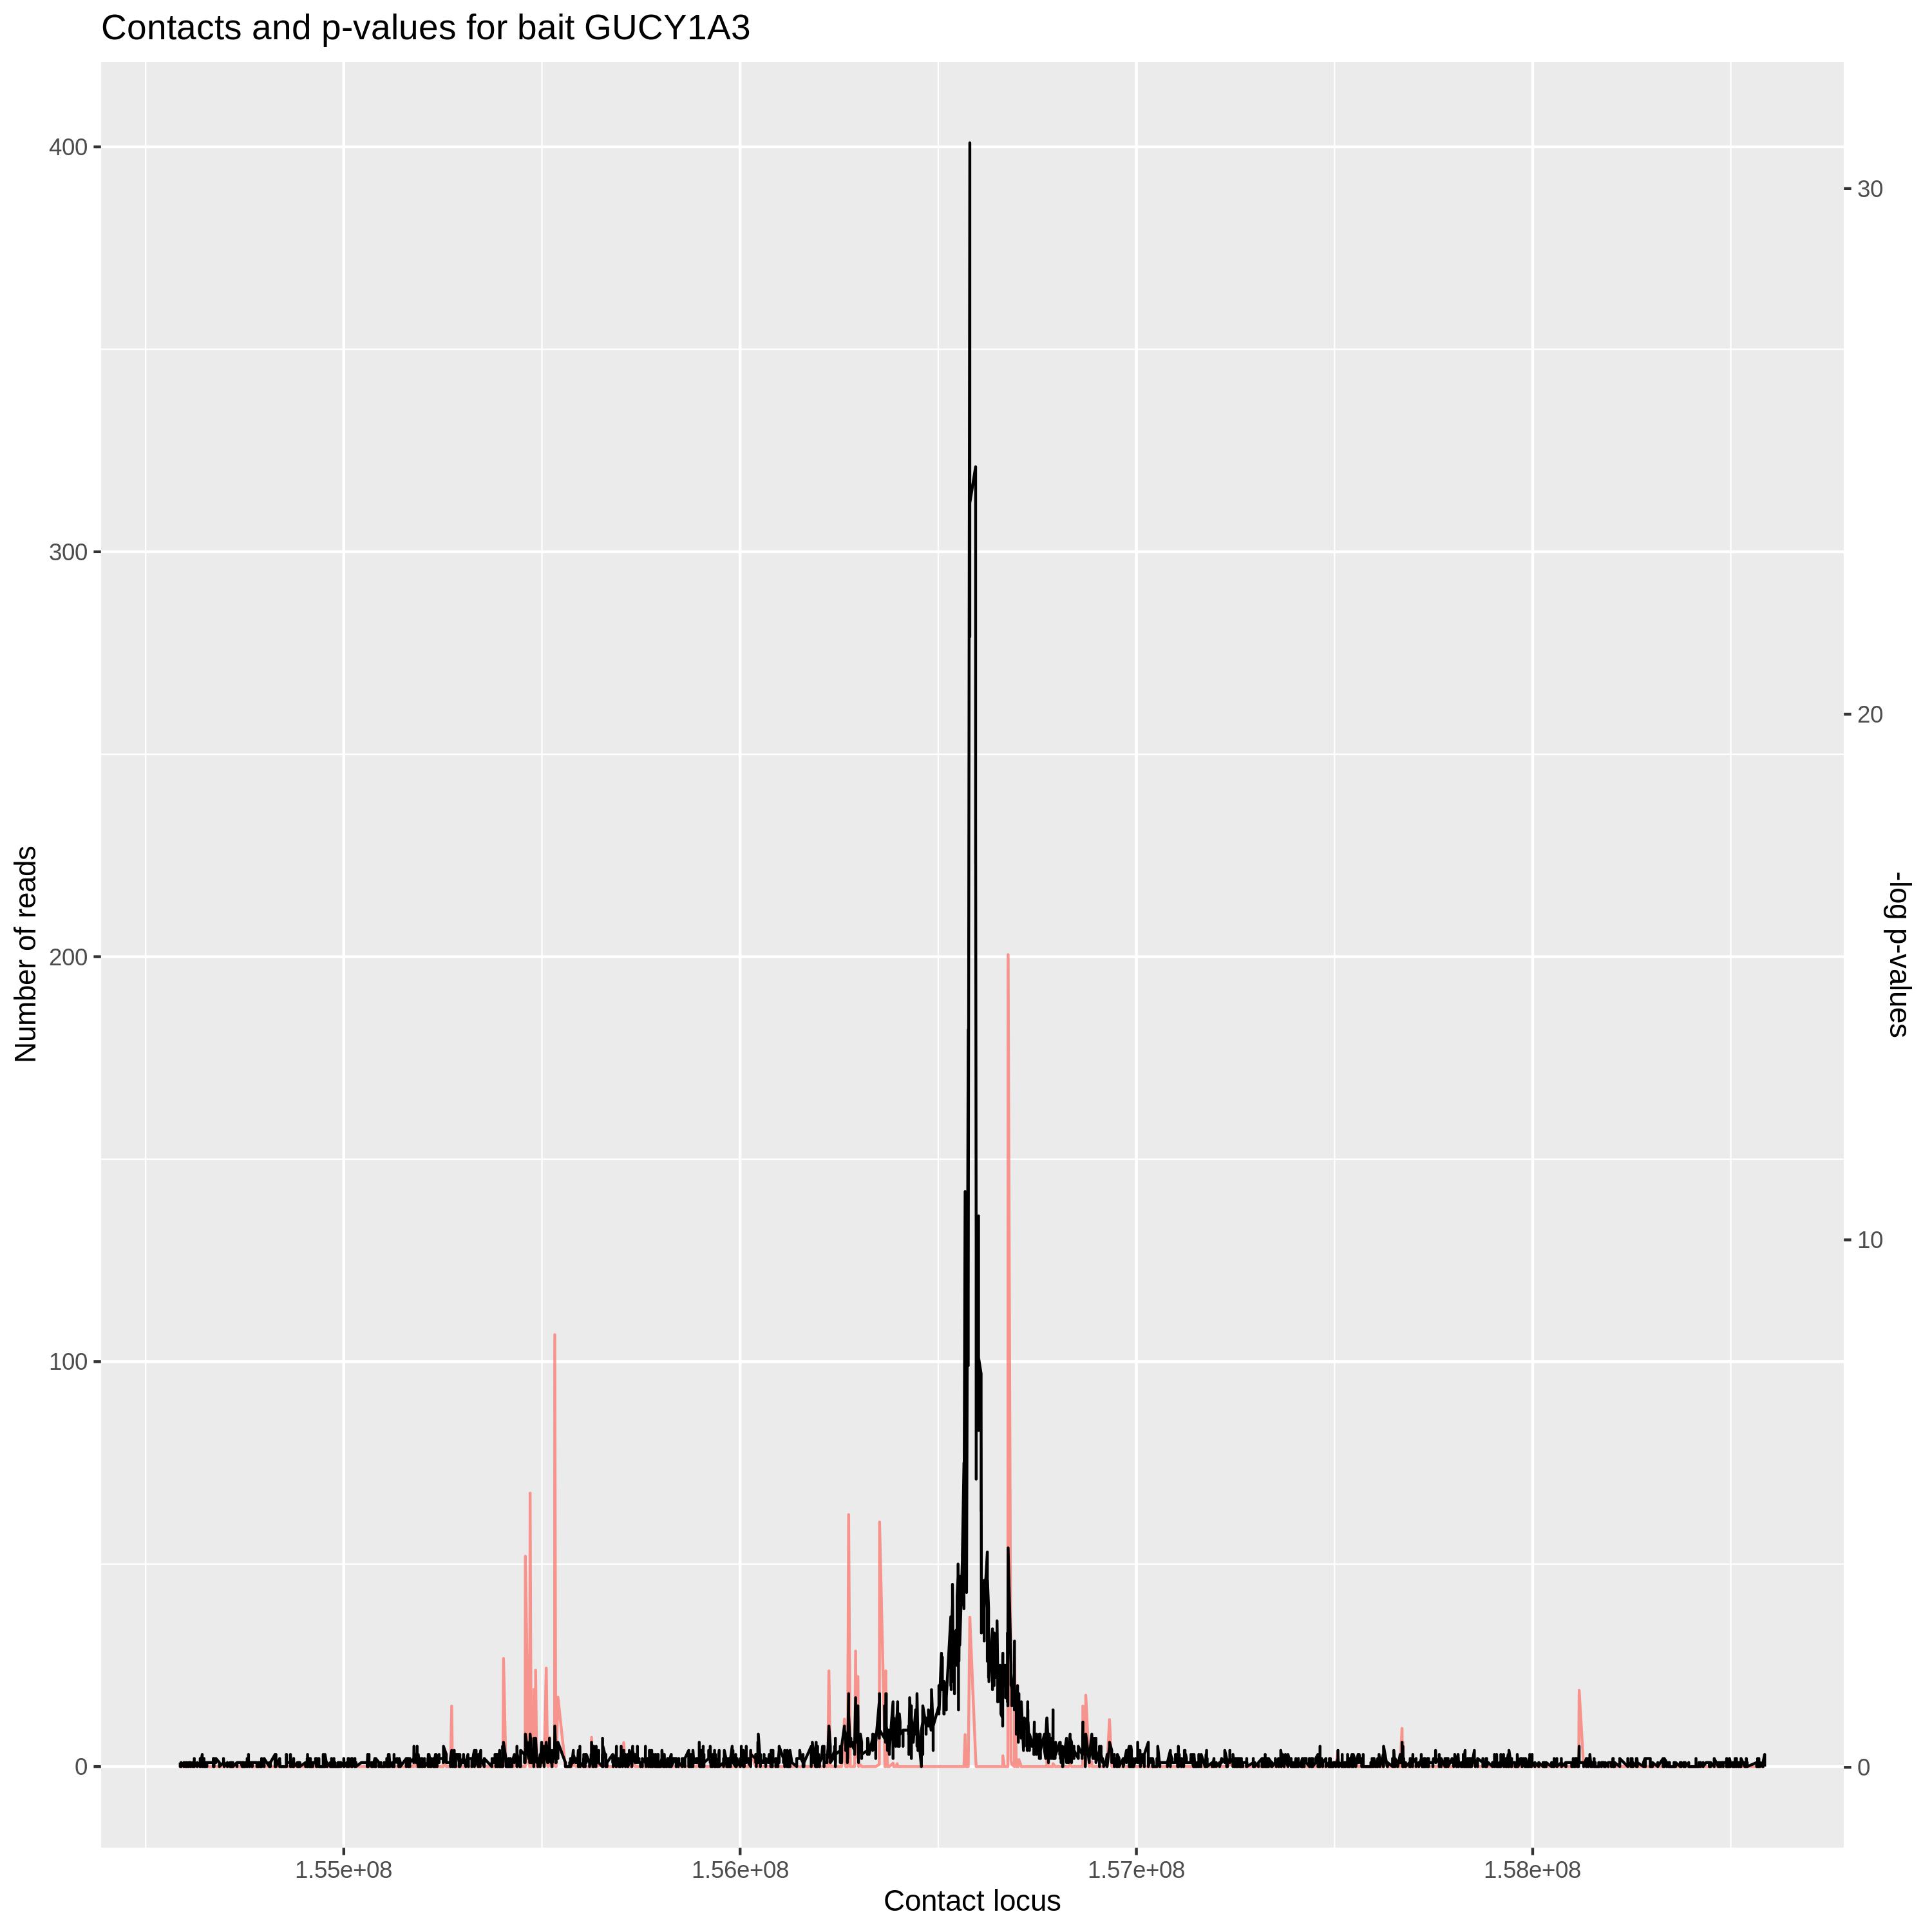 Contacts and p-values for bait GUCY1A3
400
300
200
100
0
30
20
10
0
Number of reads
-log p-values
1.55e+08
1.56e+08
1.57e+08
1.58e+08
Contact locus